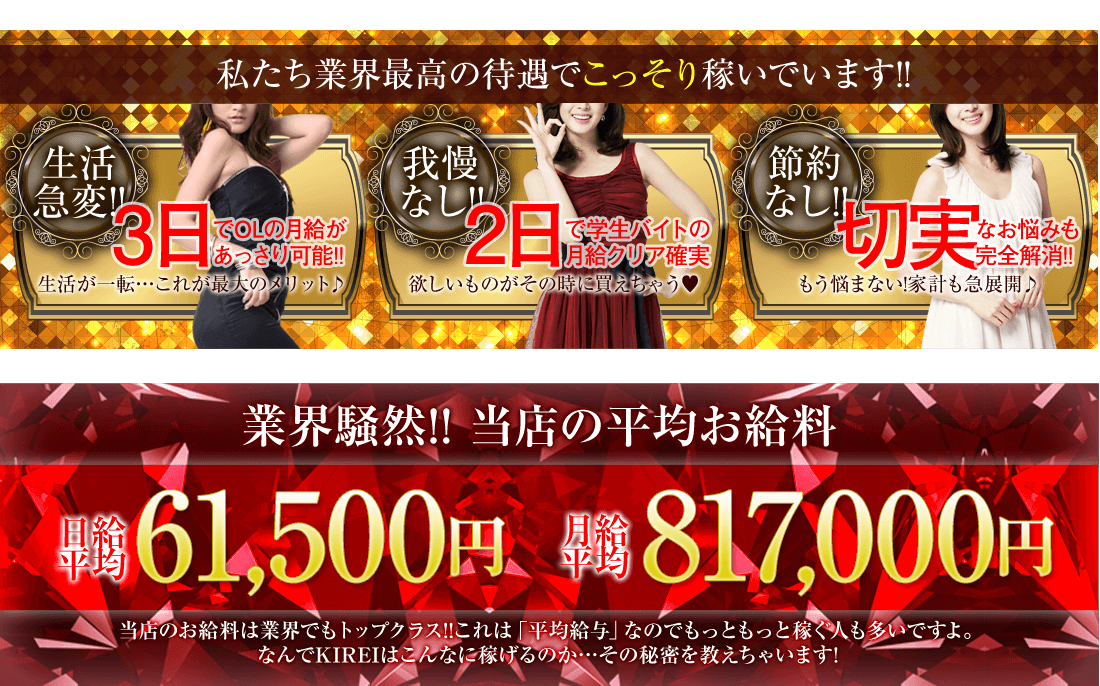 私たち業界最高の待遇でこっそり稼いでいます!!
生活
急変!!
3日でOLの月給が
あっさり可能!!
生活が一転…これが最大のメリット♪
我慢
なし!!
2日で学生バイトの
月給クリア確実
欲しいものがその時に買えちゃう♥
節約
なし!!
切実なお悩みも
完全解消!!
もう悩まない!家計も急展開♪
業界騒然!! 当店の平均お給料
日給
平均
61,500円
月給
平均
817,000円
当店のお給料は業界でもトップクラス!!これは「平均給与」なのでもっともっと稼ぐ人も多いですよ。
なんでKIREIはこんなに稼げるのか…その秘密を教えちゃいます!